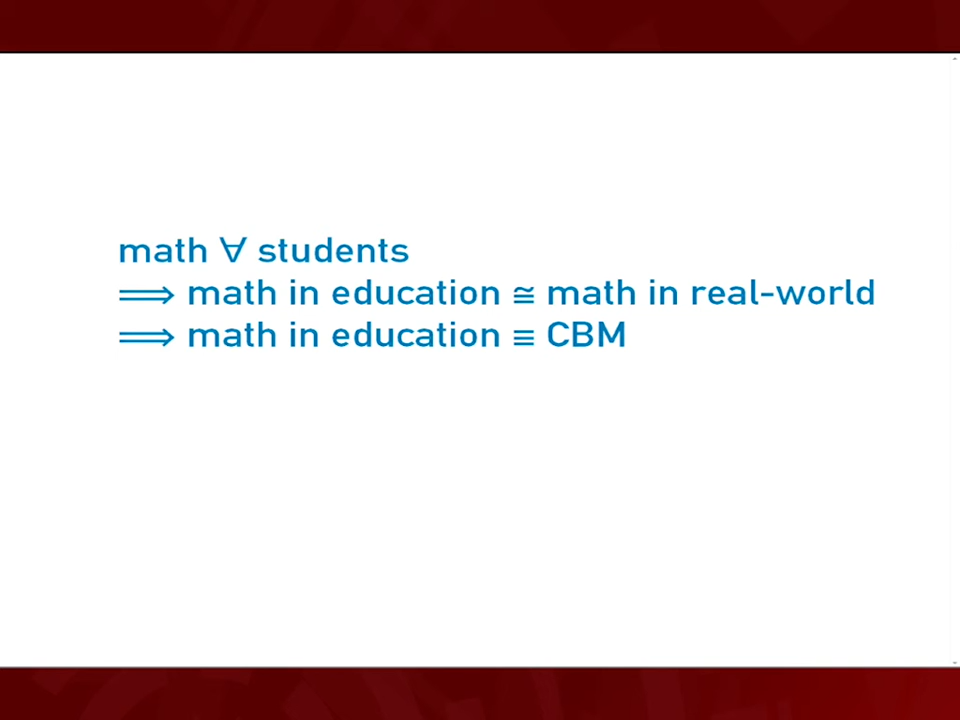 math ∀ students
⟹ math in education ≅ math in real-world
⟹ math in education ≡ CBM